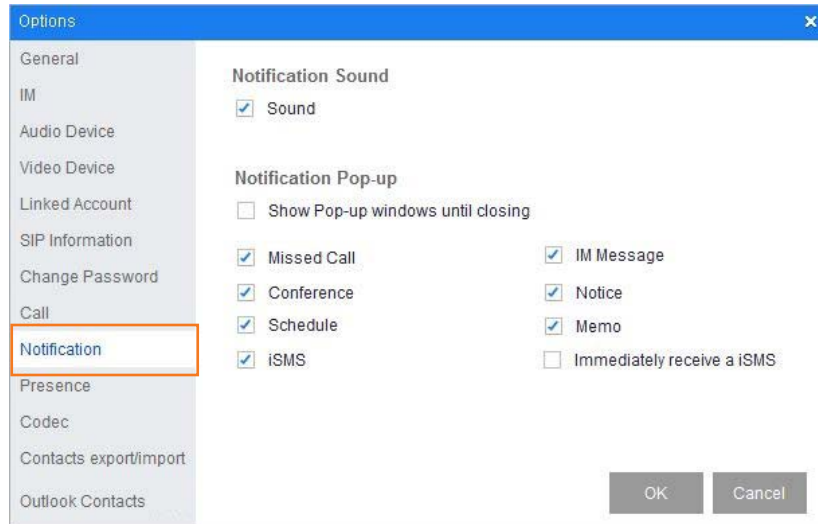 Options
General
IM
Audio Device
Video Device
Linked Account
SIP Information
Change Password
Call
Notification
Presence
Codec
Contacts export/import
Outlook Contacts
Notification Sound
Sound
Notification Pop-up
Show Pop-up windows until closing
Missed Call
IM Message
Conference
Notice
Schedule
Memo
iSMS
Immediately receive a iSMS
OK
Cancel